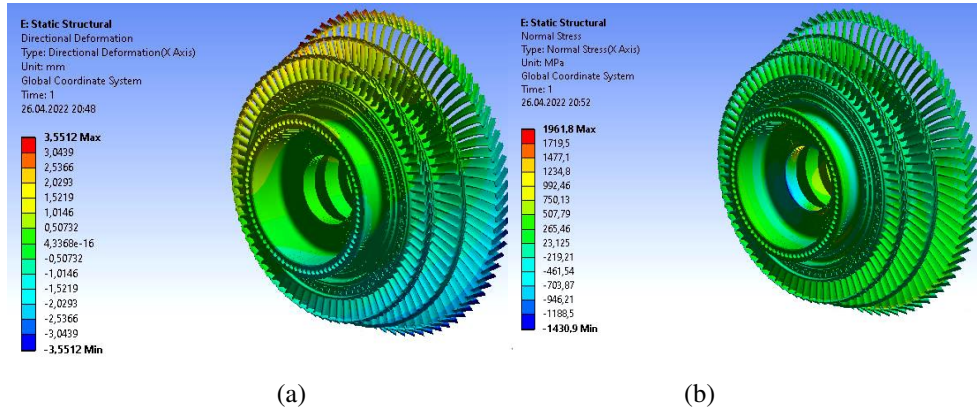 E: Static Structural
Directional Deformation
Type: Directional Deformation(X Axis)
Unit: mm
Global Coordinate System
Time: 1
26.04.2022 20:48
3,5512 Max
3,0439
2,5366
2,0293
1,5219
1,0146
0,50732
4,3368e-16
-0,50732
-1,0146
-1,5219
-2,0293
-2,5366
-3,0439
-3,5512 Min
(a)
E: Static Structural
Normal Stress
Type: Normal Stress(X Axis)
Unit: MPa
Global Coordinate System
Time: 1
26.04.2022 20:52
1961,8 Max
1719,5
1477,1
1234,8
992,46
750,13
507,79
265,46
23,125
-219,21
-461,54
-703,87
-946,21
-1188,5
-1430,9 Min
(b)